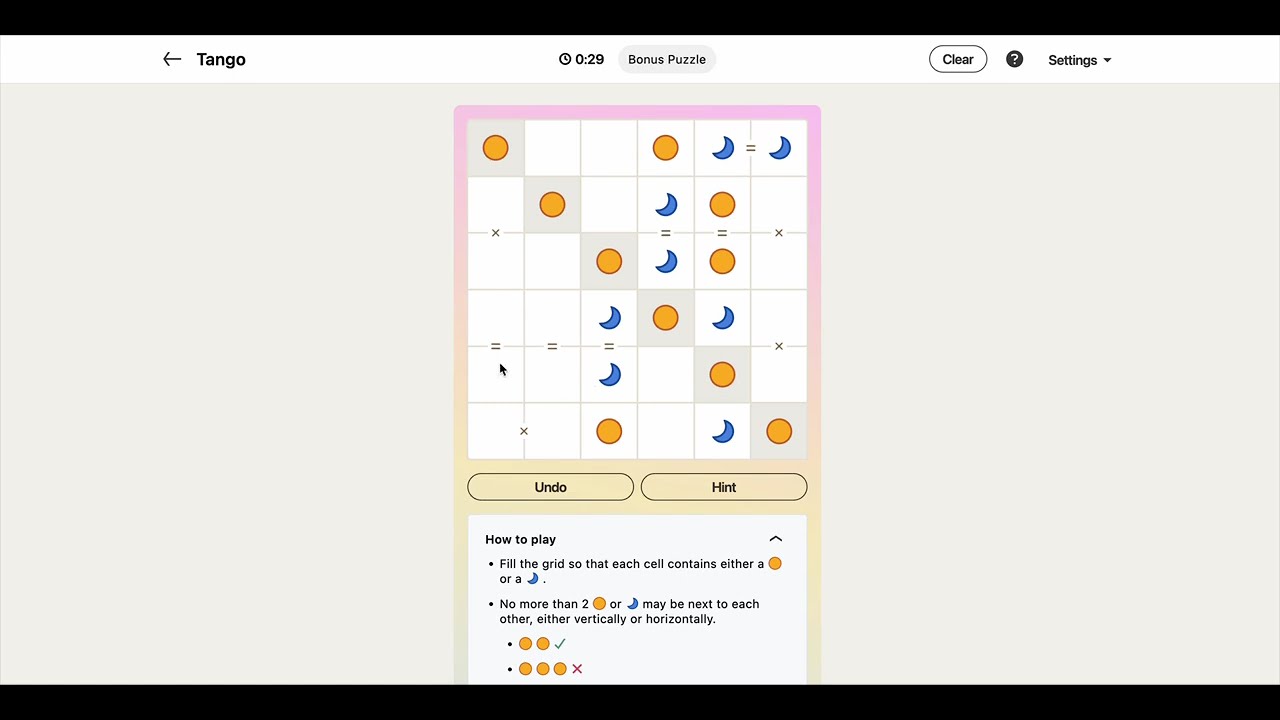 Tango
0:29
Bonus Puzzle
Clear
?
Settings
=
×
=
=
×
=
=
=
×
×
Undo
Hint
How to play
• Fill the grid so that each cell contains either a
or a .
• No more than 2 or may be next to each
other, either vertically or horizontally.